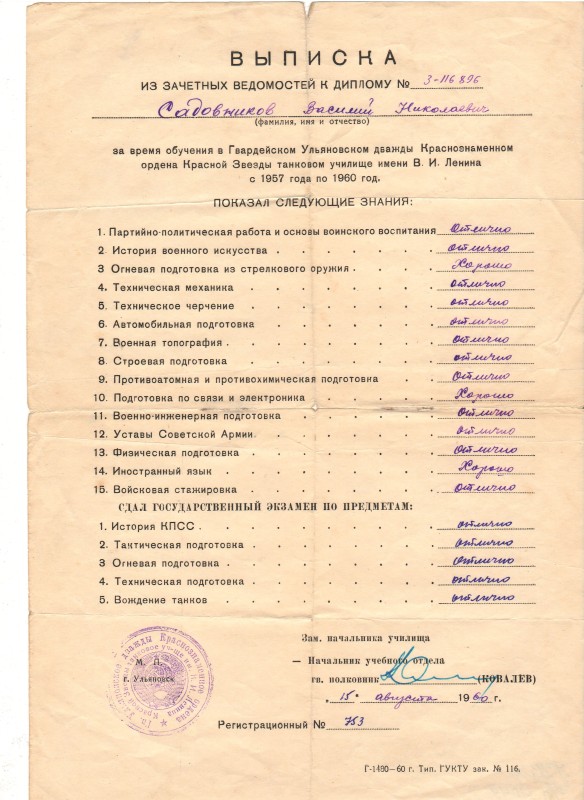 ВЫПИСКА
ИЗ ЗАЧЕТНЫХ ВЕДОМОСТЕЙ К ДИПЛОМУ № 3-116896
Садовников Василий Николаевич
(фамилия, имя и отчество)
за время обучения в Гвардейском Ульяновском дважды Краснознаменном
ордена Красной Звезды танковом училище имени В. И. Ленина
с 1957 года по 1960 год.
ПОКАЗАЛ СЛЕДУЮЩИЕ ЗНАНИЯ:
1. Партийно-политическая работа и основы воинского воспитания отлично
2 История военного искусства отлично
3 Огневая подготовка из стрелкового оружия хорошо
4. Техническая механика отлично
5. Техническое черчение отлично
6. Автомобильная подготовка отлично
7. Военная топография отлично
8. Строевая подготовка отлично
9. Противоатомная и противохимическая подготовка отлично
10. Подготовка по связи и электроника Хорошо
11. Военно-инженерная подготовка отлично
12. Уставы Советской Армии отлично
13. Физическая подготовка отлично
14. Иностранный язык Хорошо
15. Войсковая стажировка отлично
СДАЛ ГОСУДАРСТВЕННЫЙ ЭКЗАМЕН ПО ПРЕДМЕТАМ:
1. История КПСС отлично
2. Тактическая подготовка отлично
3 Огневая подготовка отлично
4. Техническая подготовка отлично
5. Вождение танков отлично
Зам. начальника училища
М. П.
— Начальник учебного отдела
г. Ульяновск
гв. полковник (КОВАЛЕВ)
„15" августа 1960 г.
Регистрационный № 753
Г-1490—60 г. Тип. ГУКТУ зак. № 116.